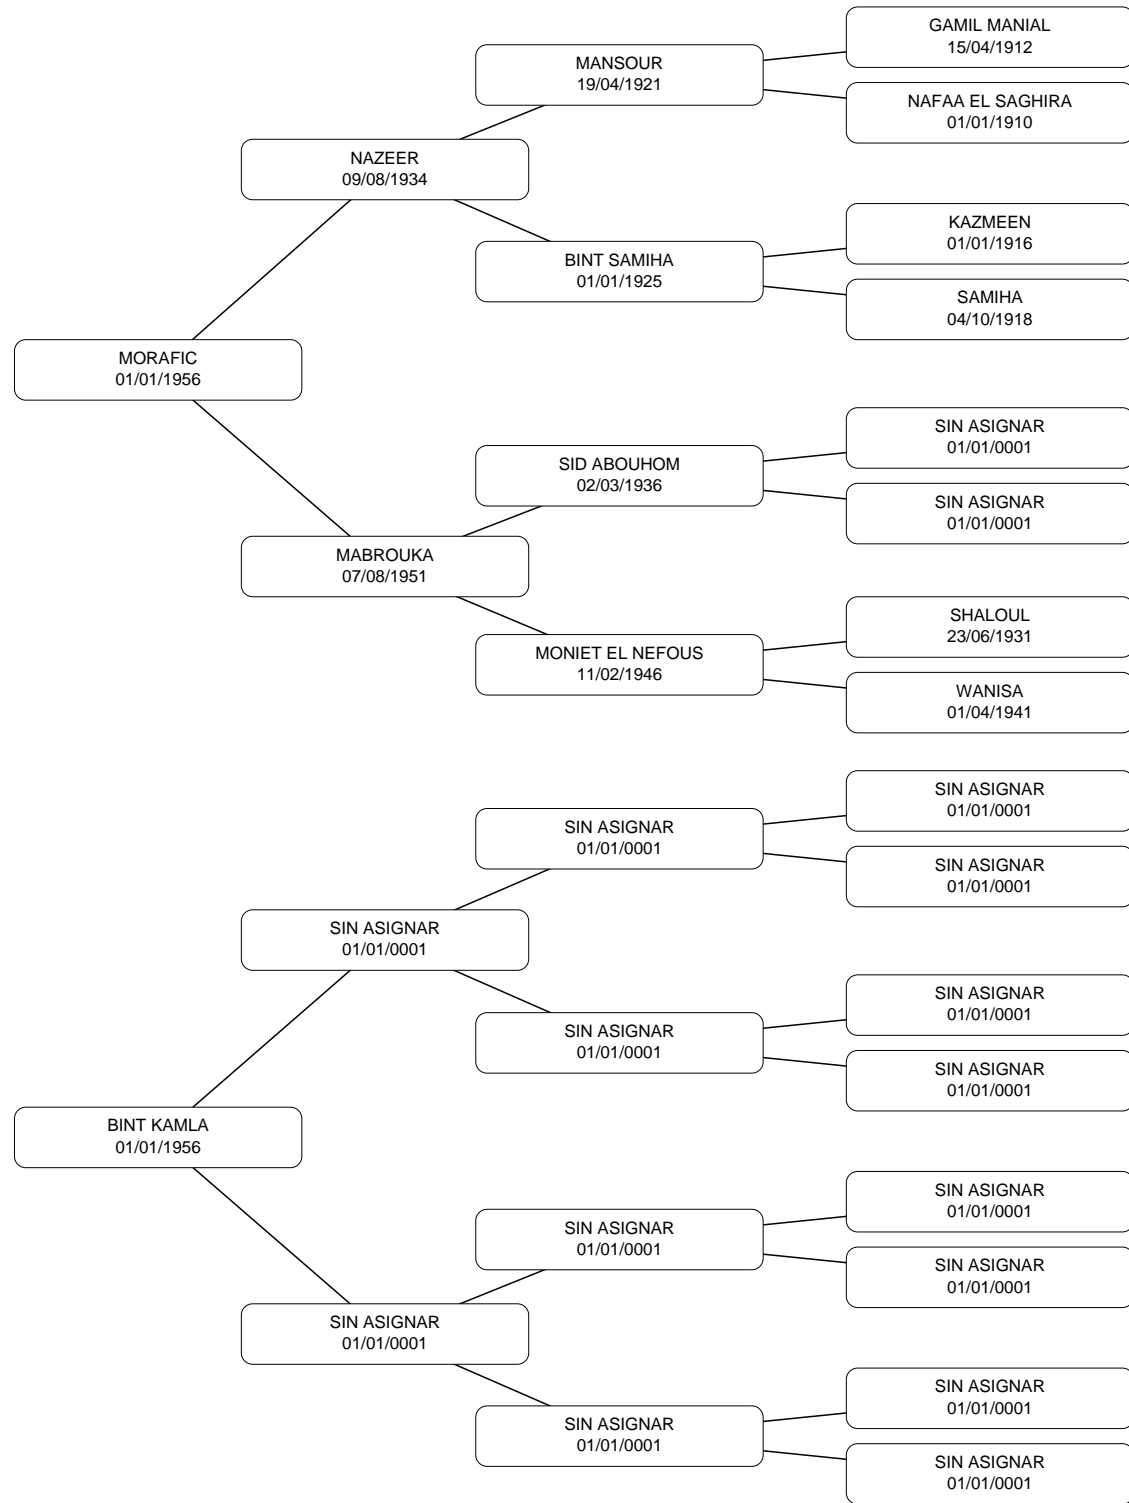 GAMIL MANIAL
15/04/1912
MANSOUR
19/04/1921
NAFAA EL SAGHIRA
01/01/1910
NAZEER
09/08/1934
KAZMEEN
01/01/1916
BINT SAMIHA
01/01/1925
SAMIHA
04/10/1918
MORAFIC
01/01/1956
SIN ASIGNAR
01/01/0001
SID ABOUHOM
02/03/1936
SIN ASIGNAR
01/01/0001
MABROUKA
07/08/1951
SHALOUL
23/06/1931
MONIET EL NEFOUS
11/02/1946
WANISA
01/04/1941
SIN ASIGNAR
01/01/0001
SIN ASIGNAR
01/01/0001
SIN ASIGNAR
01/01/0001
SIN ASIGNAR
01/01/0001
SIN ASIGNAR
01/01/0001
SIN ASIGNAR
01/01/0001
SIN ASIGNAR
01/01/0001
BINT KAMLA
01/01/1956
SIN ASIGNAR
01/01/0001
SIN ASIGNAR
01/01/0001
SIN ASIGNAR
01/01/0001
SIN ASIGNAR
01/01/0001
SIN ASIGNAR
01/01/0001
SIN ASIGNAR
01/01/0001
SIN ASIGNAR
01/01/0001